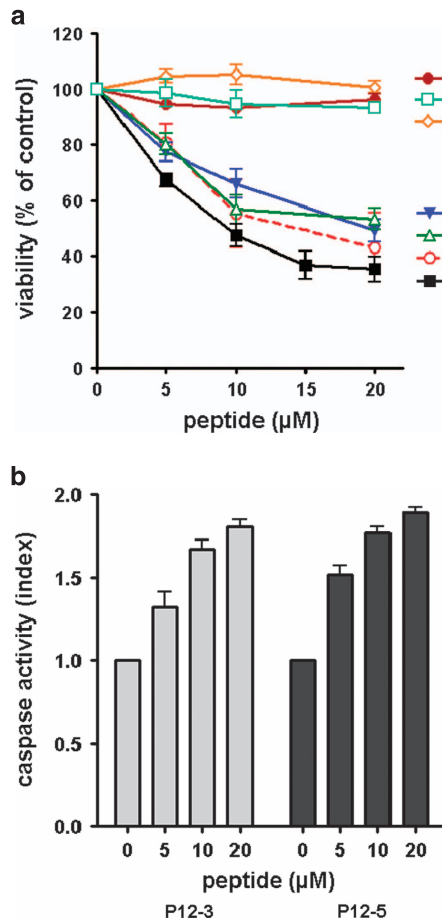 a
120
100
80
60
40
20
0
viability (% of control)
0 5 10 15 20
peptide (µM)
b
2.0
1.5
1.0
0.5
0.0
caspase activity (index)
0 5 10 20 0 5 10 20
peptide (µM)
P12-3 P12-5